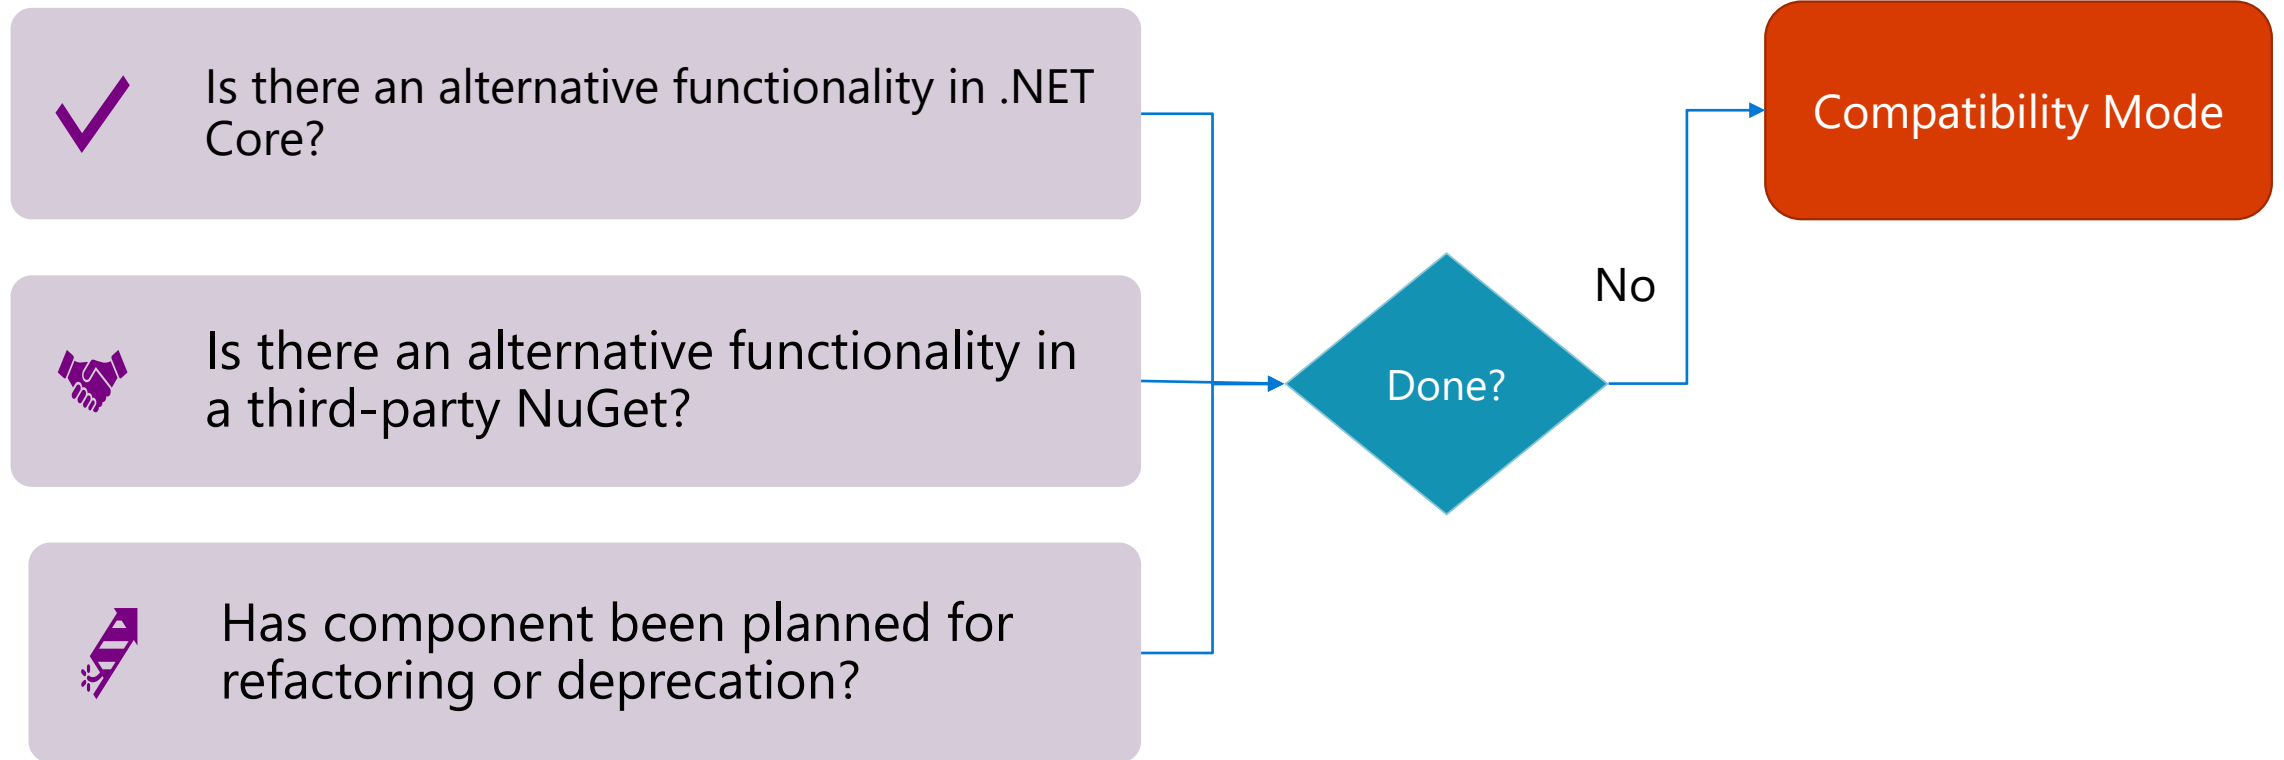 Is there an alternative functionality in .NET
Core?
Is there an alternative functionality in
a third-party NuGet?
Has component been planned for
refactoring or deprecation?
Done?
No
Compatibility Mode